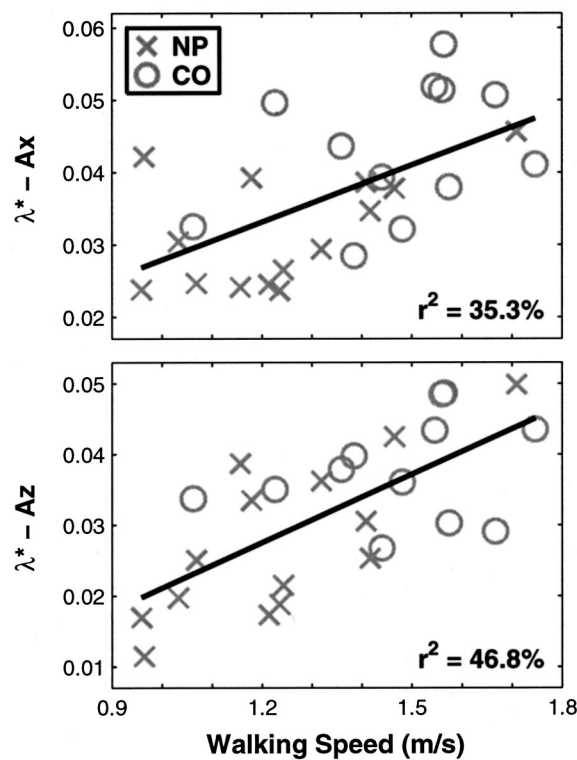 0.06
NP
CO
0.05
λ* – Ax
0.04
0.03
0.02
r² = 35.3%
0.05
0.04
λ* – Az
0.03
0.02
0.01
r² = 46.8%
0.9
1.2
1.5
1.8
Walking Speed (m/s)